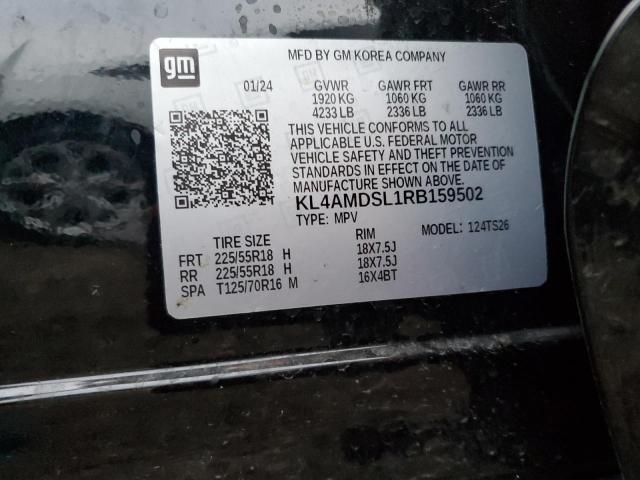 gm
MFD BY GM KOREA COMPANY
01/24 GVWR GAWR FRT GAWR RR
1920 KG 1060 KG 1060 KG
4233 LB 2336 LB 2336 LB
THIS VEHICLE CONFORMS TO ALL
APPLICABLE U.S. FEDERAL MOTOR
VEHICLE SAFETY AND THEFT PREVENTION
STANDARDS IN EFFECT ON THE DATE OF
MANUFACTURE SHOWN ABOVE.
KL4AMDSL1RB159502
TYPE: MPV MODEL: 124TS26
TIRE SIZE RIM
FRT 225/55R18 H 18X7.5J
RR 225/55R18 H 18X7.5J
SPA T125/70R16 M 16X4BT